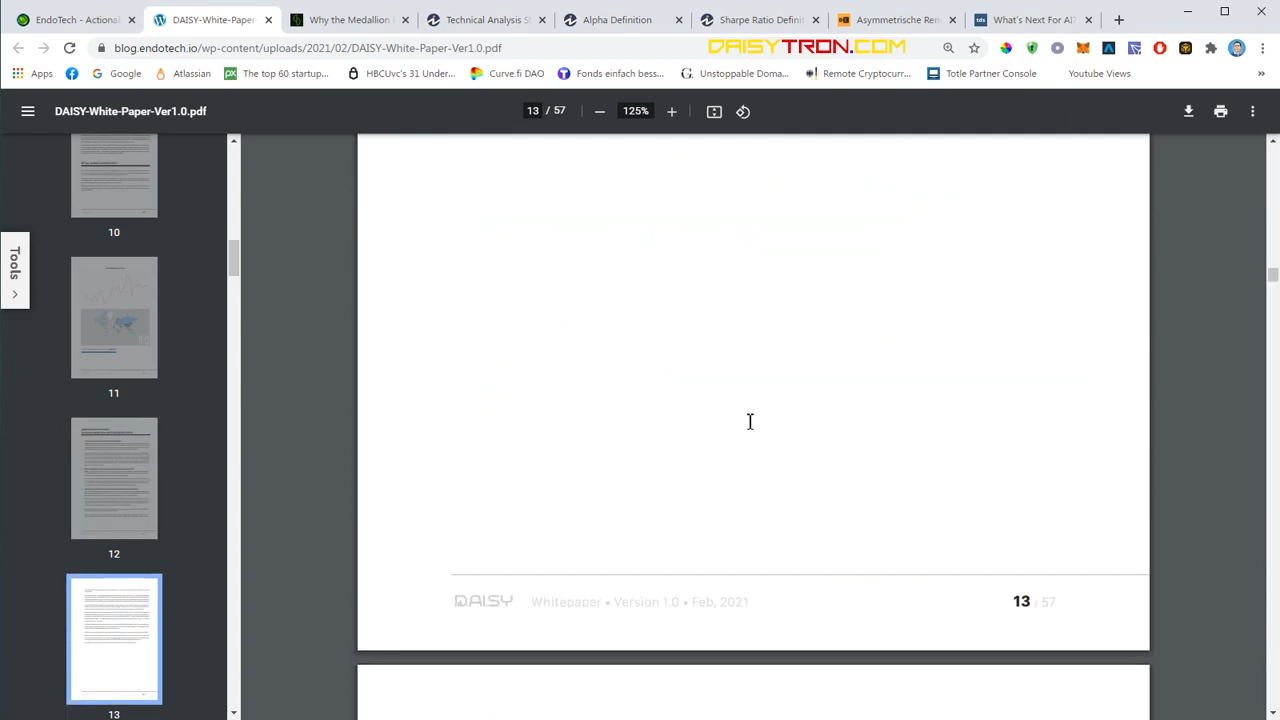 EndoTech - Actional
DAISY-White-Paper-
Why the Medallion
Technical Analysis St
Alpha Definition
Sharpe Ratio Definit
Asymmetrische Ren
What's Next For AI?
blog.endotech.io/wp-content/uploads/2021/02/DAISY-White-Paper-Ver1.0.pdf
DAISYTRON.COM
Apps
Google
Atlassian
The top 60 startup...
HBCUvc's 31 Under...
Curve.fi DAO
Fonds einfach bess...
Unstoppable Doma...
Remote Cryptocurr...
Totle Partner Console
Youtube Views
»
DAISY-White-Paper-Ver1.0.pdf
13 / 57
125%
Tools
10
11
12
13
DAISY Whitepaper • Version 1.0 • Feb, 2021 13 / 57